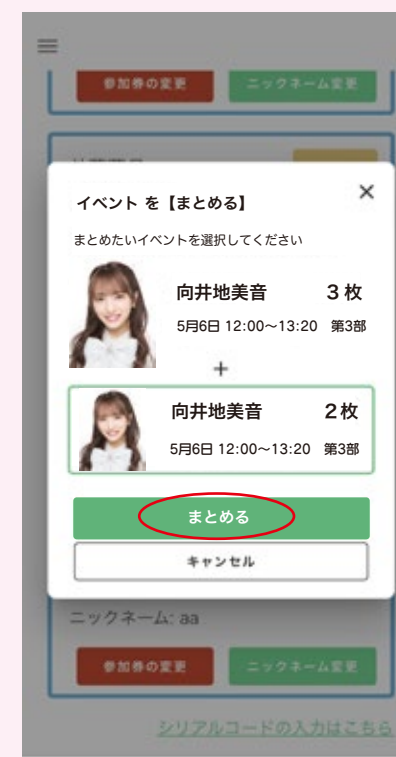 参加券の変更 ニックネーム変更
イベント を【まとめる】 ×
まとめたいイベントを選択してください
向井地美音 3枚
5月6日 12:00〜13:20 第3部
+
向井地美音 2枚
5月6日 12:00〜13:20 第3部
まとめる
キャンセル
ニックネーム: aa
参加券の変更 ニックネーム変更
シリアルコードの入力はこちら